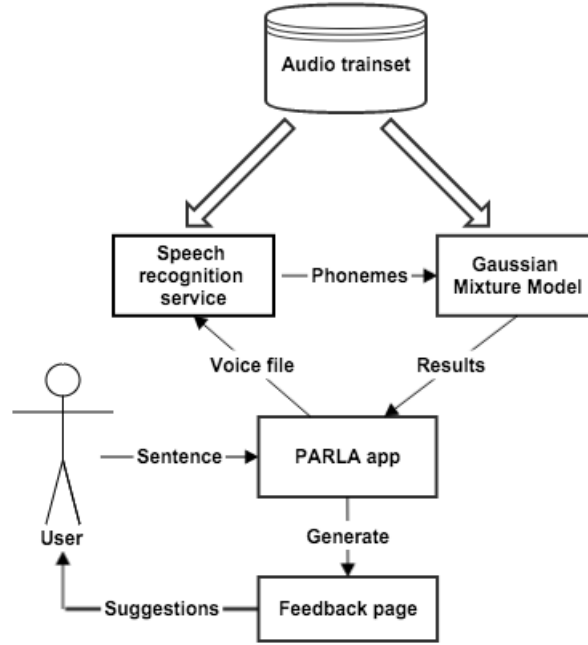 Audio trainset
Speech
recognition
service
Phonemes
Gaussian
Mixture Model
Voice file
Results
Sentence
PARLA app
User
Generate
Suggestions
Feedback page